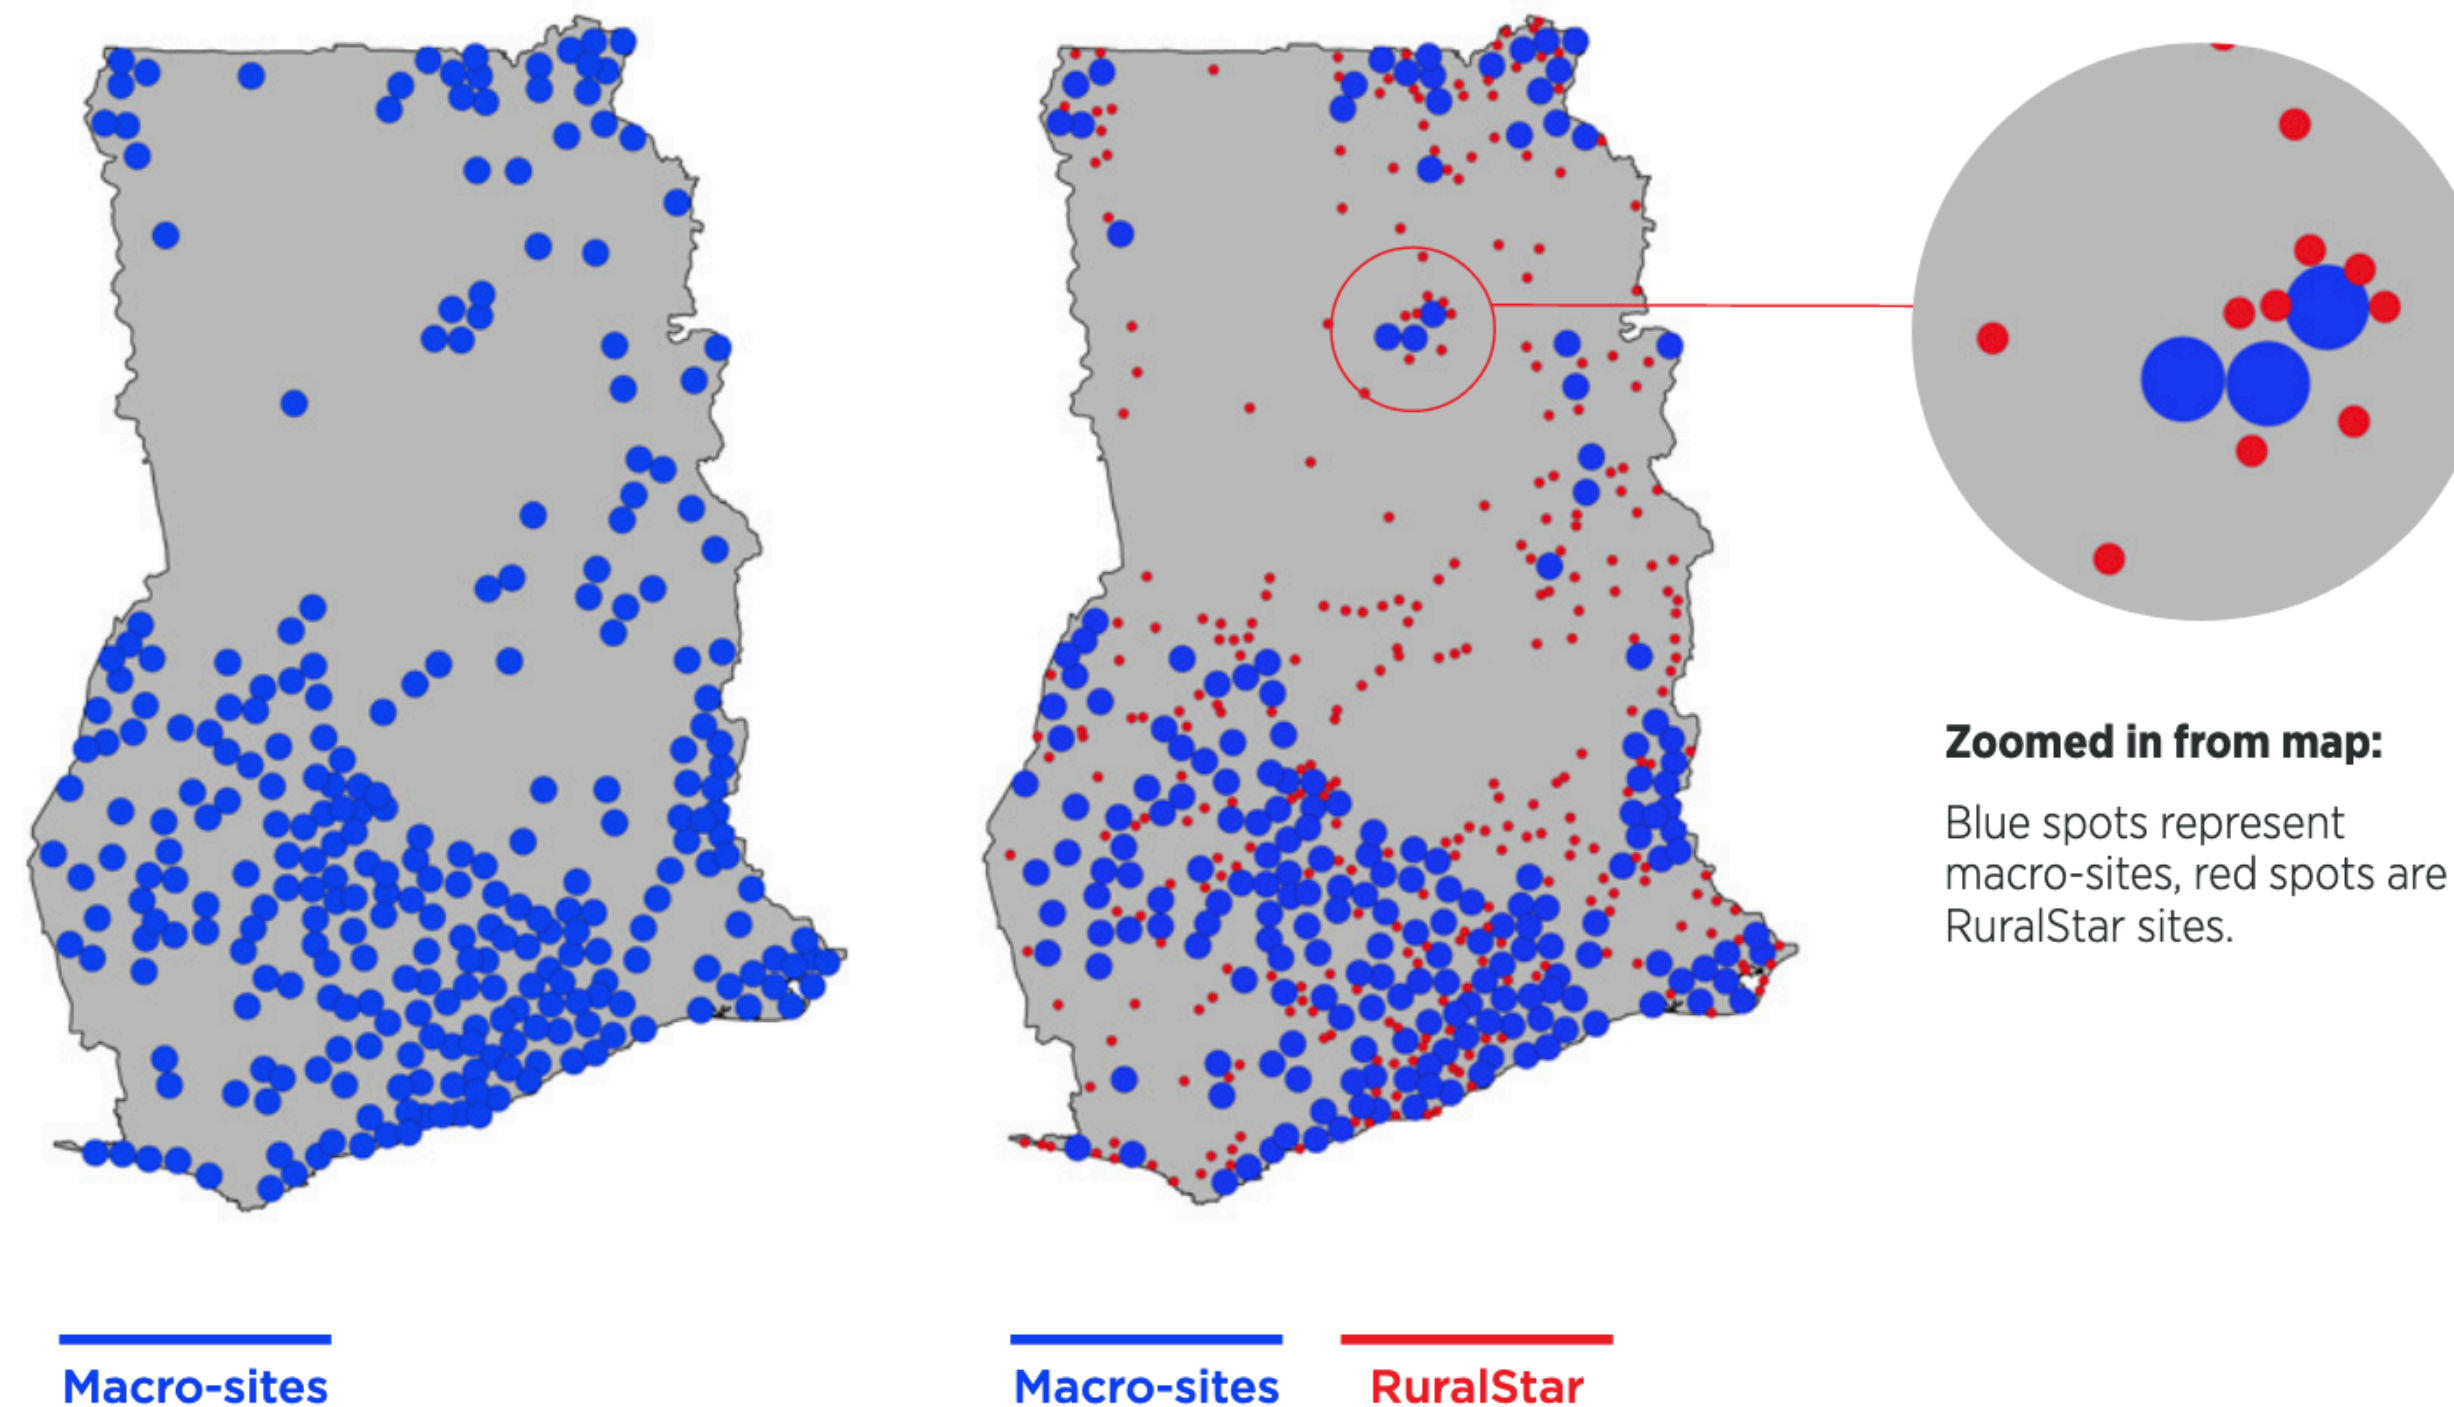 Zoomed in from map:
Blue spots represent
macro-sites, red spots are
RuralStar sites.
Macro-sites
Macro-sites
RuralStar